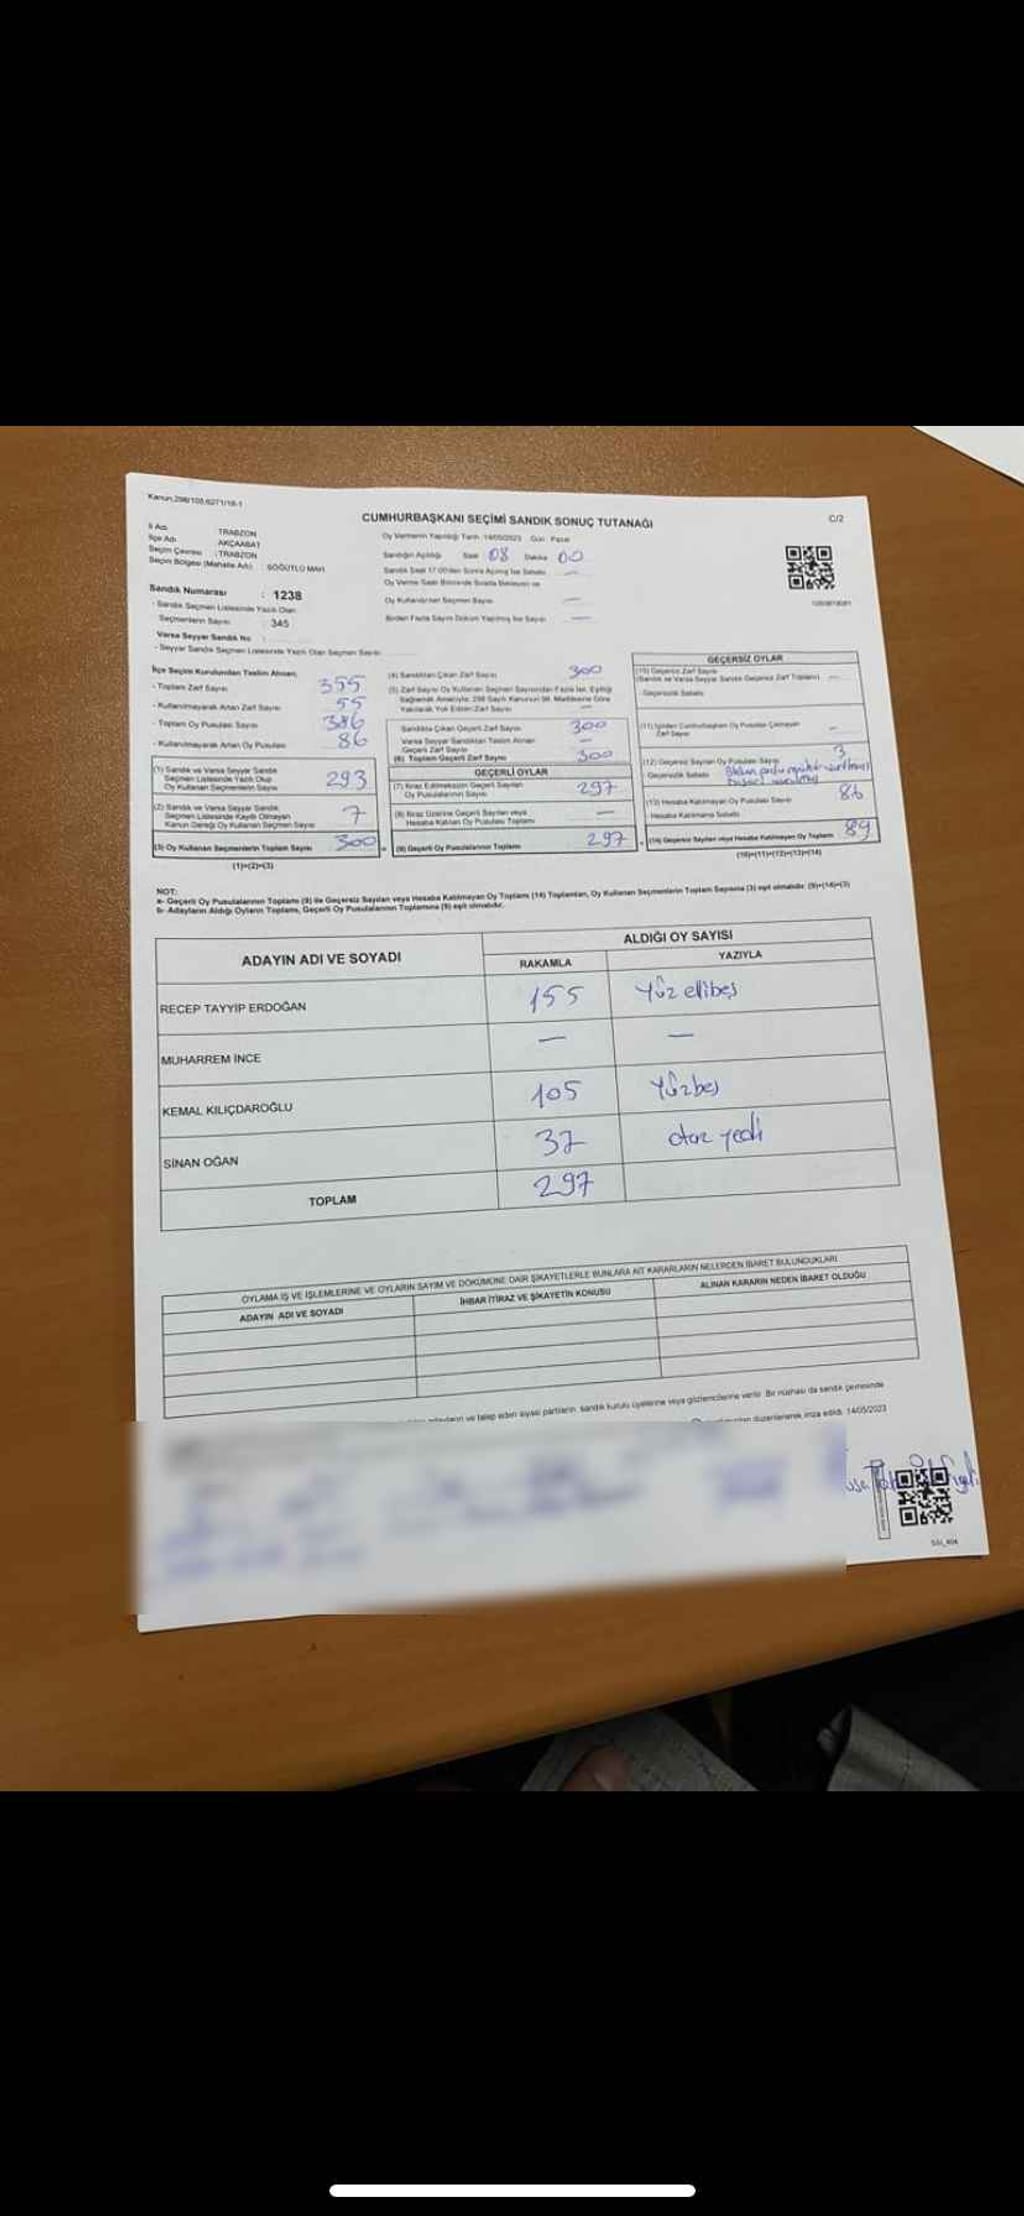 Kanun;298/105,6271/18-1
CUMHURBAŞKANI SEÇİMİ SANDIK SONUÇ TUTANAĞI
C/2
İl Adı TRABZON
İlçe Adı AKÇAABAT
Seçim Çevresi : TRABZON
Seçim Bölgesi (Mahalle Adı) : SÖĞÜTLÜ MAH
Sandık Numarası : 1238
- Sandık Seçmen Listesinde Yazılı Olan
Seçmenlerin Sayısı 345
Varsa Seyyar Sandık No :
- Seyyar Sandık Seçmen Listesinde Yazılı Olan Seçmen Sayısı
Oy Vermenin Yapıldığı Tarih 14/05/2023 Gün Pazar
Sandığın Açıldığı Saat 08 Dakika 00
Sandık Saat 17:00'den Sonra Açılmış İse Sebebi —
Oy Verme Saati Bitiminde Sırada Bekleyen ve
Oy Kullandırılan Seçmen Sayısı —
Birden Fazla Sayım Döküm Yapılmış İse Sayısı —
İlçe Seçim Kurulundan Teslim Alınan;
- Toplam Zarf Sayısı 355
- Kullanılmayarak Artan Zarf Sayısı 55
- Toplam Oy Pusulası Sayısı 386
- Kullanılmayarak Artan Oy Pusulası 86
(1) Sandık ve Varsa Seyyar Sandık
Seçmen Listesinde Yazılı Olup
Oy Kullanan Seçmenlerin Sayısı 293
(2) Sandık ve Varsa Seyyar Sandık
Seçmen Listesinde Kayıtlı Olmayan
Kanun Gereği Oy Kullanan Seçmen Sayısı 7
(3) Oy Kullanan Seçmenlerin Toplam Sayısı 300
(1)+(2)=(3)
(4) Sandıktan Çıkan Zarf Sayısı 300
(5) Zarf Sayısı Oy Kullanan Seçmen Sayısından Fazla İse, Eşitliği
Sağlamak Amacıyla; 298 Sayılı Kanunun 98. Maddesine Göre
Yakılarak Yok Edilen Zarf Sayısı —
Sandıkta Çıkan Geçerli Zarf Sayısı 300
Varsa Seyyar Sandıktan Teslim Alınan
Geçerli Zarf Sayısı —
(6) Toplam Geçerli Zarf Sayısı 300
GEÇERLİ OYLAR
(7) İtiraz Edilmeksizin Geçerli Sayılan
Oy Pusulalarının Sayısı 297
(8) İtiraz Üzerine Geçerli Sayılan veya
Hesaba Katılan Oy Pusulası Toplamı —
(9) Geçerli Oy Pusulalarının Toplamı 297
GEÇERSİZ OYLAR
(10) Geçersiz Zarf Sayısı
(Sandık ve Varsa Seyyar Sandık Geçersiz Zarf Toplamı) —
Geçersizlik Sebebi
(11) İçinden Cumhurbaşkanı Oy Pusulası Çıkmayan
Zarf Sayısı —
(12) Geçersiz Sayılan Oy Pusulası Sayısı 3
Geçersizlik Sebebi
(13) Hesaba Katılmayan Oy Pusulası Sayısı 86
Hesaba Katılmama Sebebi
(14) Geçersiz Sayılan veya Hesaba Katılmayan Oy Toplamı 89
(10)+(11)+(12)+(13)=(14)
NOT:
a- Geçerli Oy Pusulalarının Toplamı (9) ile Geçersiz Sayılan veya Hesaba Katılmayan Oy Toplamı (14) Toplamları, Oy Kullanan Seçmenlerin Toplam Sayısına (3) eşit olmalıdır. (9)+(14)=(3)
b- Adayların Aldığı Oyların Toplamı, Geçerli Oy Pusulalarının Toplamına (9) eşit olmalıdır.
ADAYIN ADI VE SOYADI
ALDIĞI OY SAYISI
RAKAMLA YAZIYLA
RECEP TAYYİP ERDOĞAN 155 Yüz ellibeş
MUHARREM İNCE — —
KEMAL KILIÇDAROĞLU 105 Yüzbeş
SİNAN OĞAN 37 otuz yedi
TOPLAM 297
OYLAMA İŞ VE İŞLEMLERİNE VE OYLARIN SAYIM VE DÖKÜMÜNE DAİR ŞİKAYETLERLE BUNLARA AİT KARARLARIN NELERDEN İBARET BULUNDUKLARI
ADAYIN ADI VE SOYADI İHBAR İTİRAZ VE ŞİKAYETİN KONUSU ALINAN KARARIN NEDEN İBARET OLDUĞU
ve talep eden siyasi partilerin, sandık kurulu üyelerine veya gözlemcilerine verilir. Bir nüshası da sandık çevresinde
düzenlenerek imza edildi. 14/05/2023